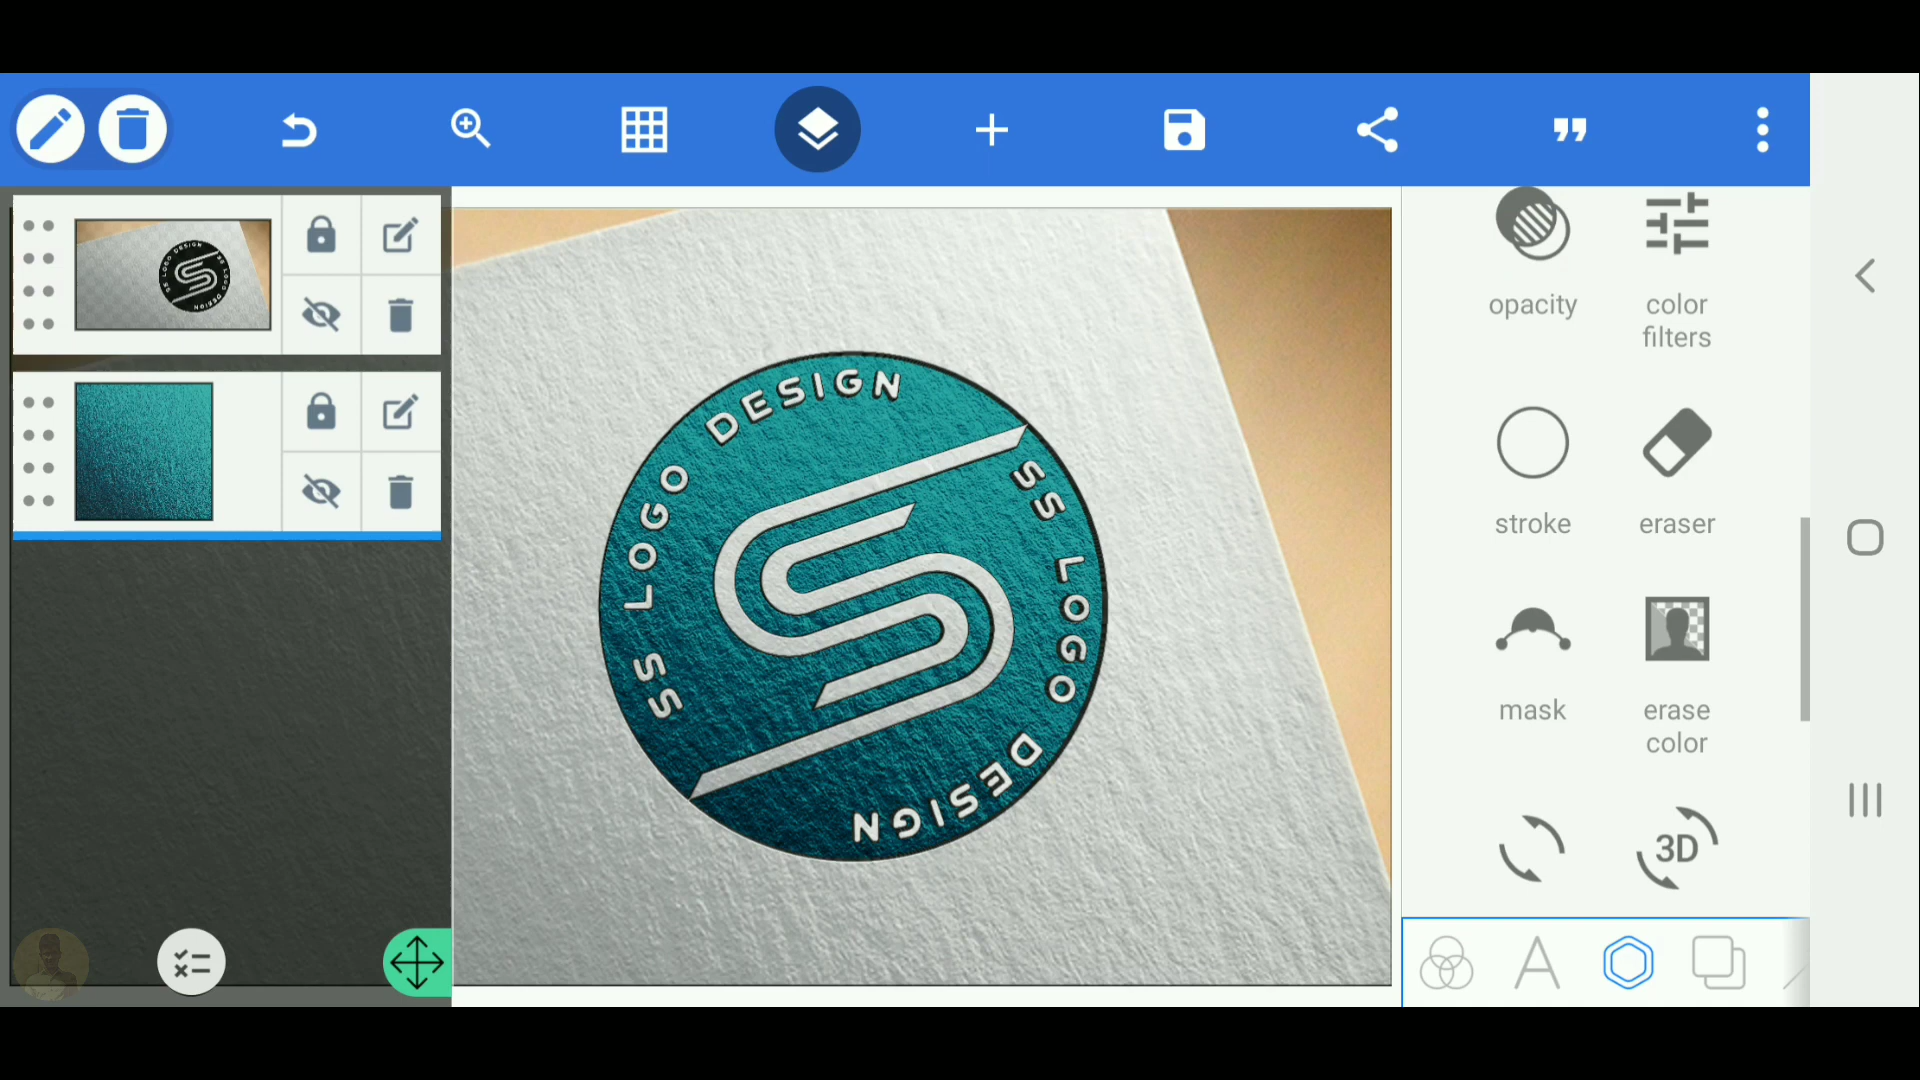 opacity
color
filters
stroke
eraser
mask
erase
color
3D
SS LOGO DESIGN
SS LOGO DESIGN